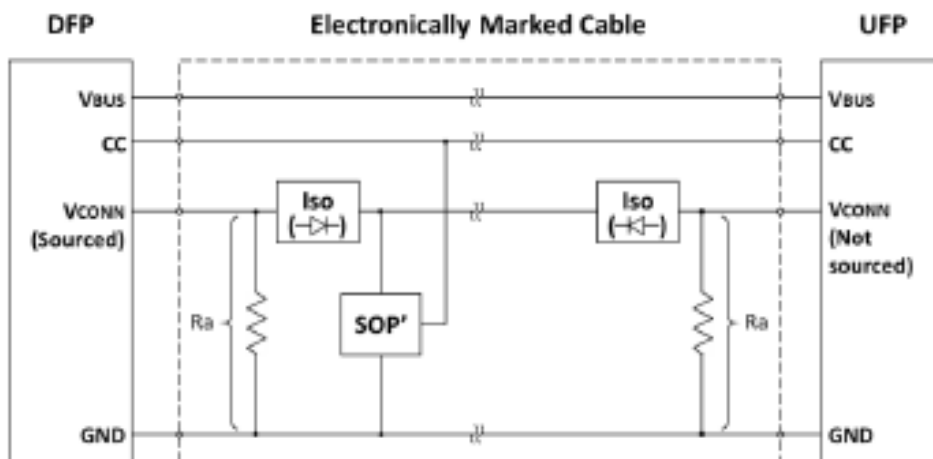 DFP
Electronically Marked Cable
UFP
VBUS
VBUS
CC
CC
Iso
Iso
VCONN
(Sourced)
VCONN
(Not
sourced)
Ra
SOP'
Ra
GND
GND